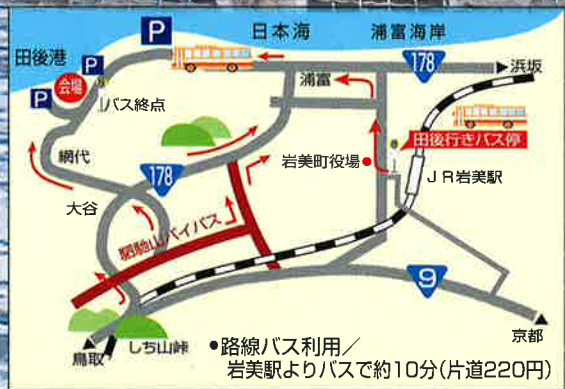 日本海
浦富海岸
田後港
P
P
P
会場
バス終点
178
浜坂
浦富
田後行きバス停
網代
178
岩美町役場
JR岩美駅
大谷
駟馳山バイパス
9
鳥取
しち山峠
京都
●路線バス利用／
岩美駅よりバスで約10分(片道220円)